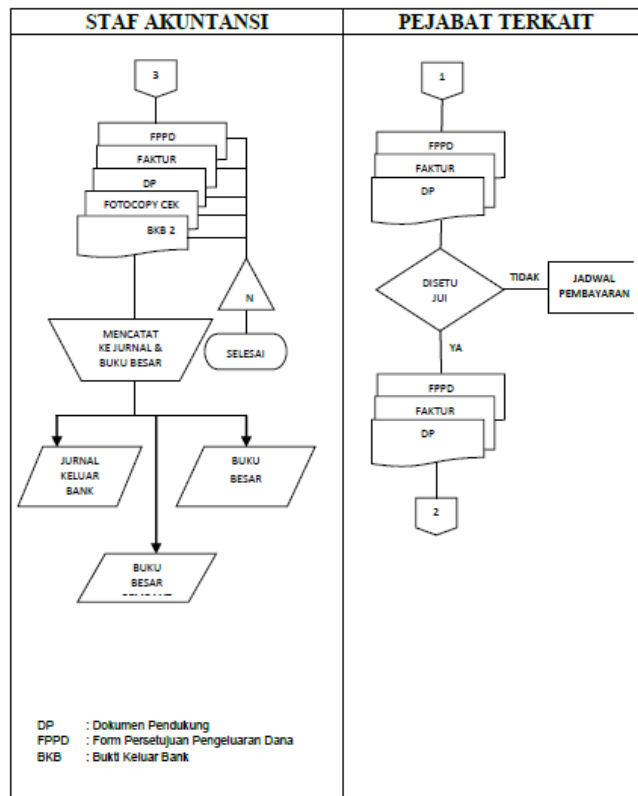 STAF AKUNTANSI
3
FPPD
FAKTUR
DP
FOTOCOPY CEK
BKB 2
N
MENCATAT
KE JURNAL &
BUKU BESAR
SELESAI
JURNAL
KELUAR
BANK
BUKU
BESAR
BUKU
BESAR
DP : Dokumen Pendukung
FPPD : Form Persetujuan Pengeluaran Dana
BKB : Bukti Keluar Bank
PEJABAT TERKAIT
1
FPPD
FAKTUR
DP
DISETU
JUI
TIDAK
JADWAL
PEMBAYARAN
YA
FPPD
FAKTUR
DP
2